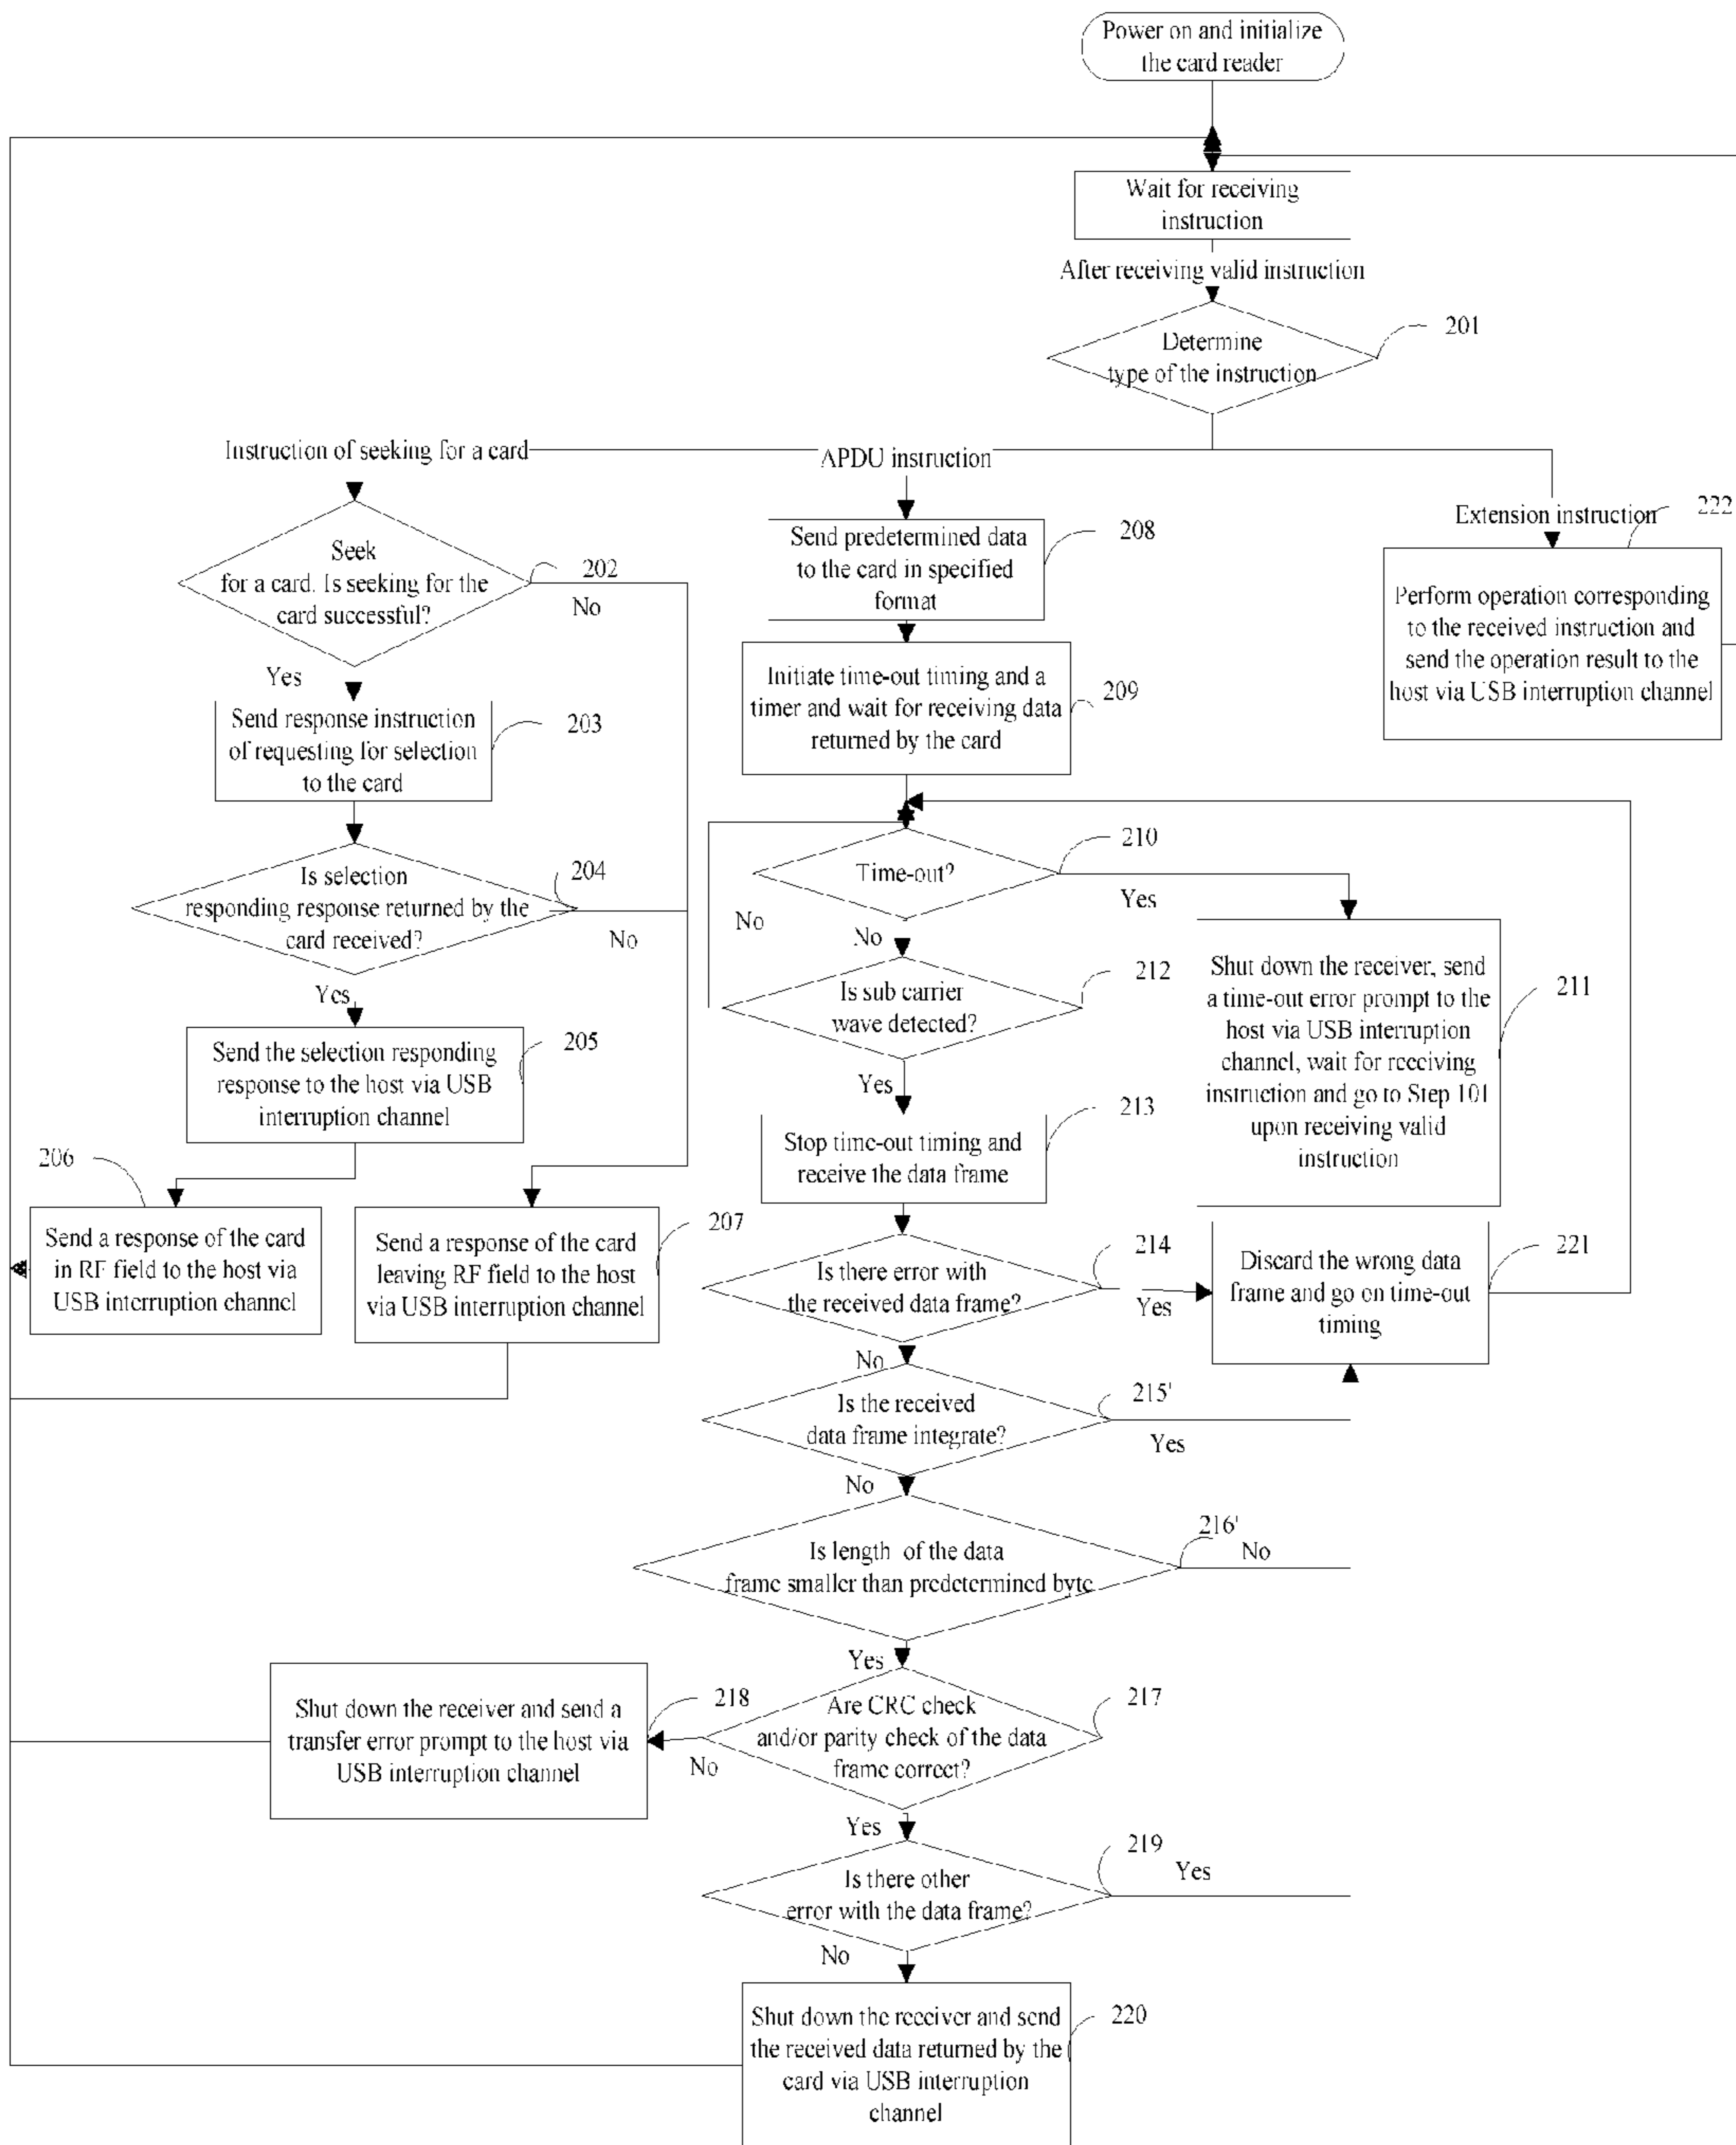 Power on and initialize
the card reader
Wait for receiving
instruction
After receiving valid instruction
Determine
type of the instruction
201
Instruction of seeking for a card
APDU instruction
Extension instruction
222
Seek
for a card. Is seeking for the
card successful?
202
No
Yes
Send response instruction
of requesting for selection
to the card
203
Is selection
responding response returned by the
card received?
204
No
Yes
Send the selection responding
response to the host via USB
interruption channel
205
206
Send a response of the card
in RF field to the host via
USB interruption channel
Send a response of the card
leaving RF field to the host
via USB interruption channel
207
Send predetermined data
to the card in specified
format
208
Initiate time-out timing and a
timer and wait for receiving data
returned by the card
209
Perform operation corresponding
to the received instruction and
send the operation result to the
host via USB interruption channel
Time-out?
210
Yes
No
No
Is sub carrier
wave detected?
212
Yes
Shut down the receiver, send
a time-out error prompt to the
host via USB interruption
channel, wait for receiving
instruction and go to Step 101
upon receiving valid
instruction
211
Stop time-out timing and
receive the data frame
213
Is there error with
the received data frame?
214
Yes
Discard the wrong data
frame and go on time-out
timing
221
No
Is the received
data frame integrate?
215'
Yes
No
Is length of the data
frame smaller than predetermined byte
216'
No
Yes
Are CRC check
and/or parity check of the data
frame correct?
217
No
218
Shut down the receiver and send a
transfer error prompt to the host via
USB interruption channel
Yes
Is there other
error with the data frame?
219
Yes
No
Shut down the receiver and send
the received data returned by the
card via USB interruption
channel
220